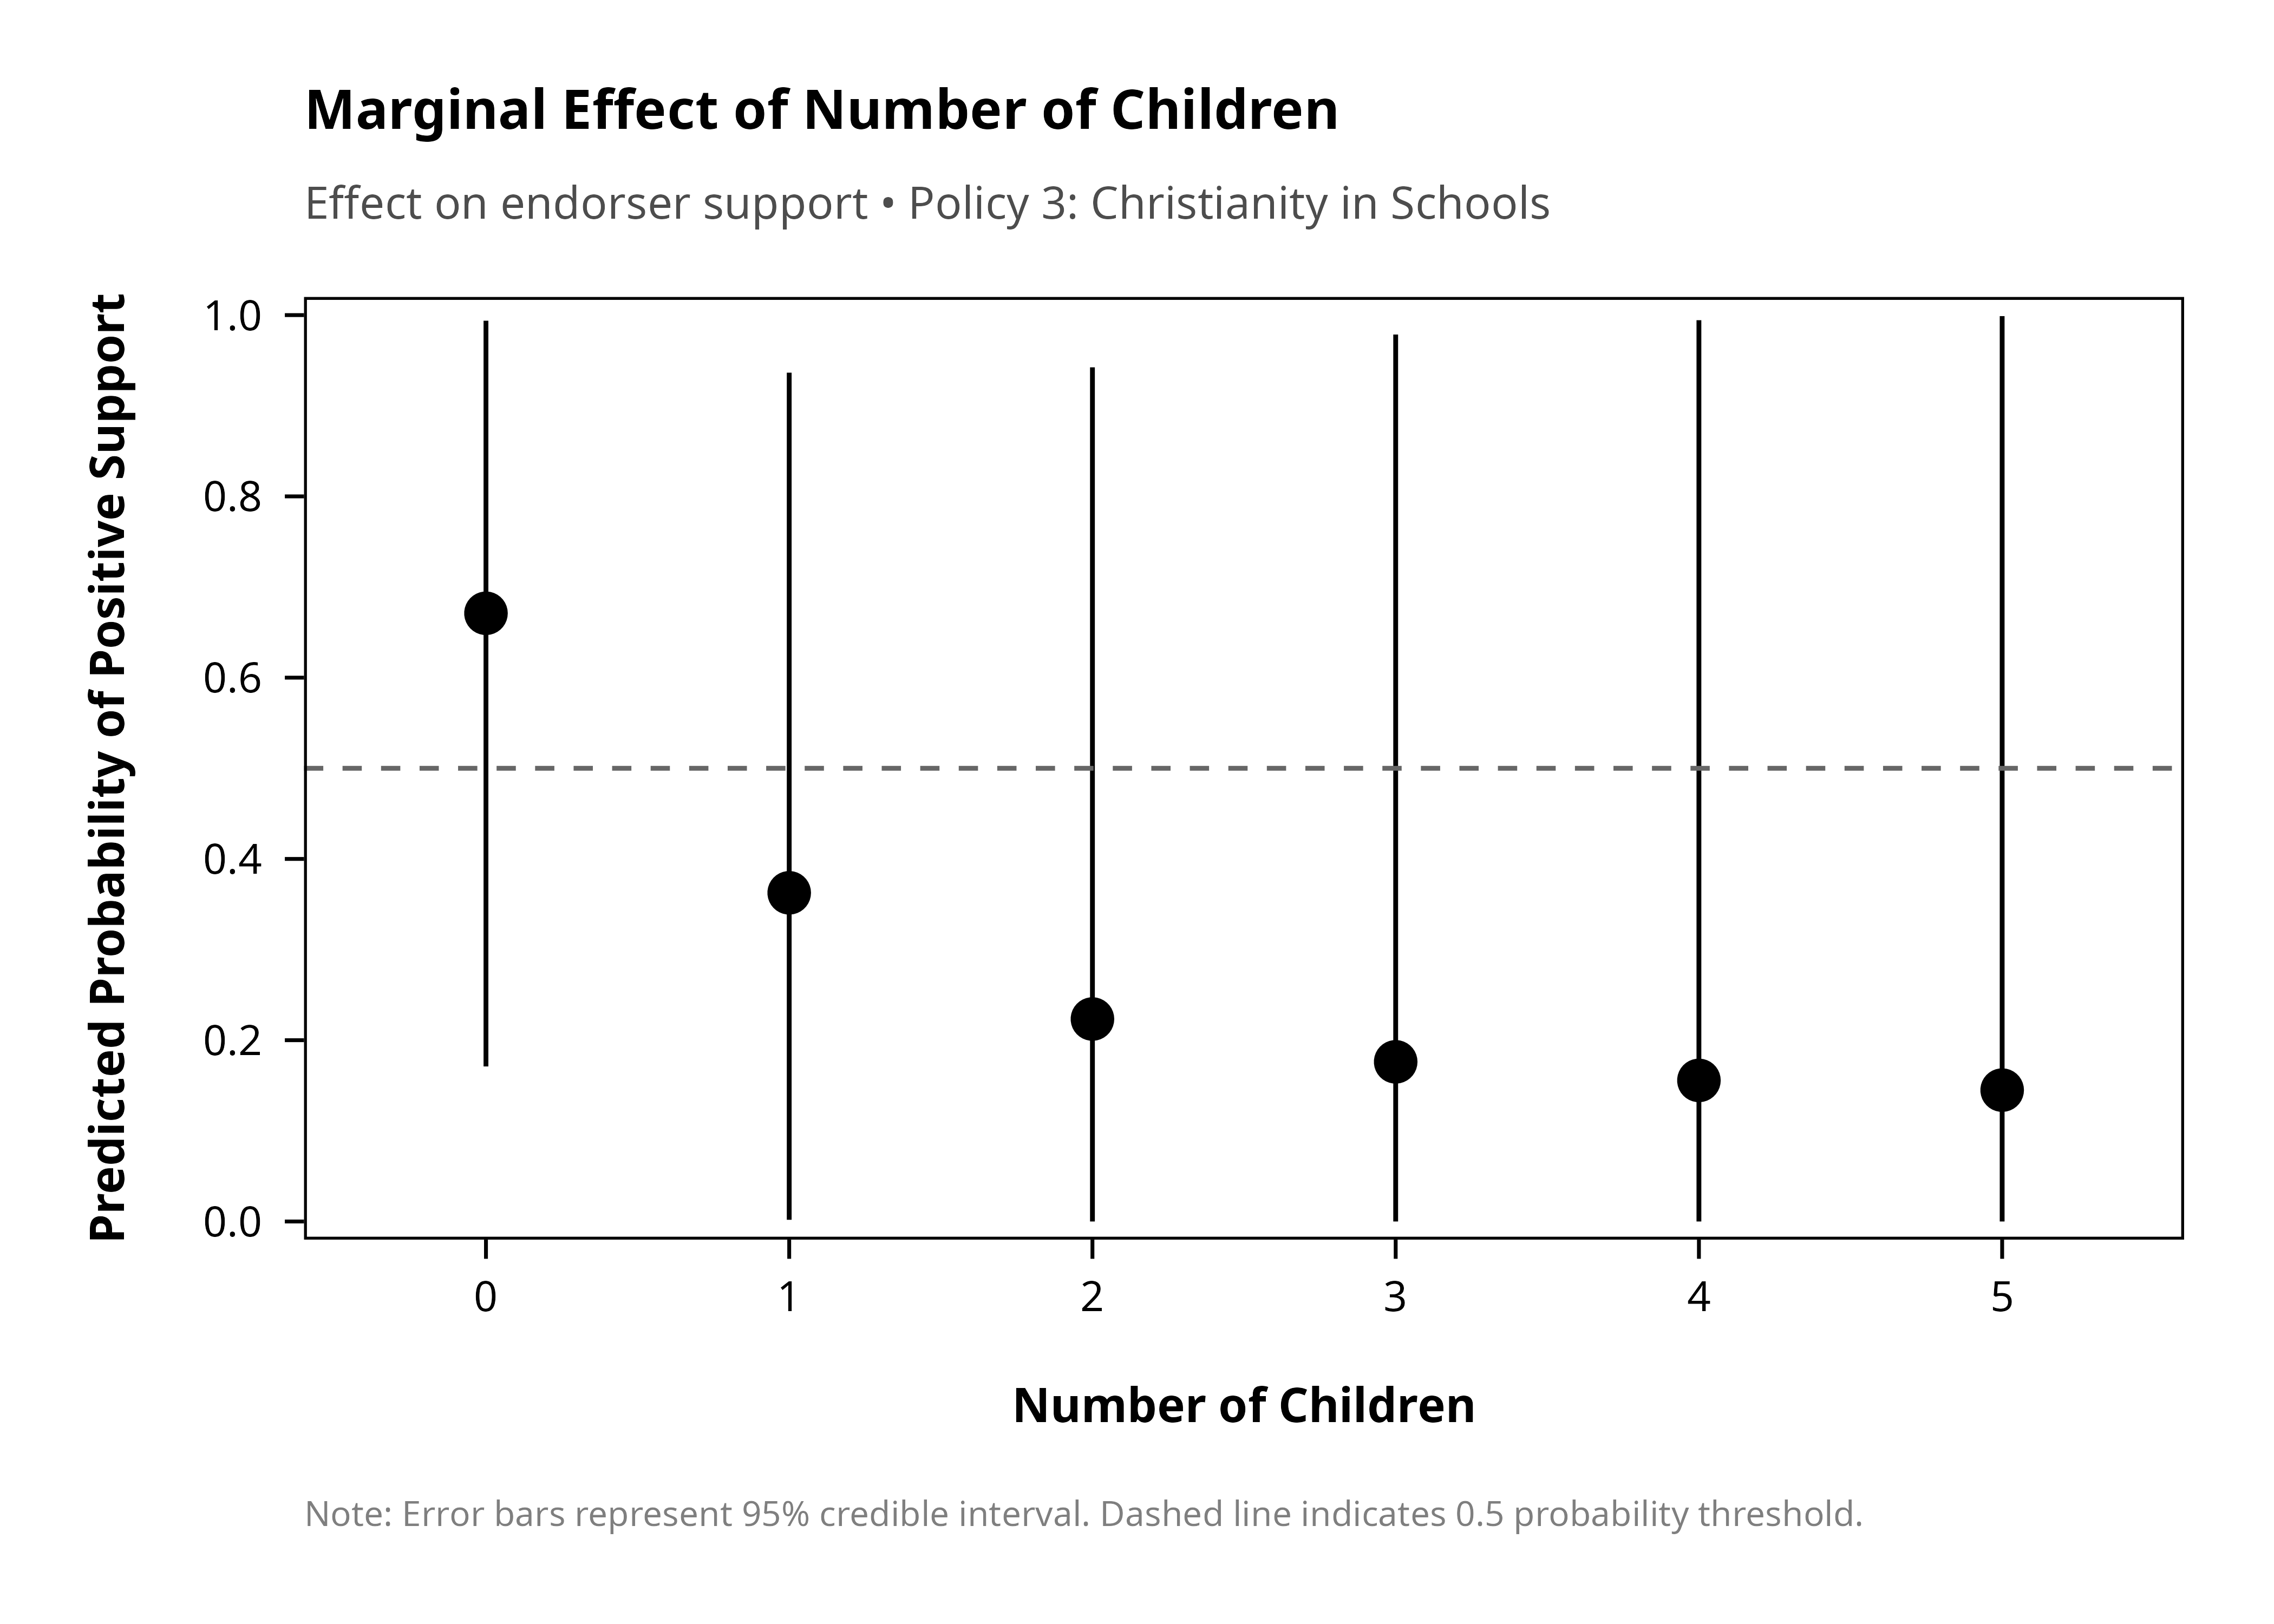 Marginal Effect of Number of Children
Effect on endorser support • Policy 3: Christianity in Schools
Predicted Probability of Positive Support
1.0
0.8
0.6
0.4
0.2
0.0
0 1 2 3 4 5
Number of Children
Note: Error bars represent 95% credible interval. Dashed line indicates 0.5 probability threshold.